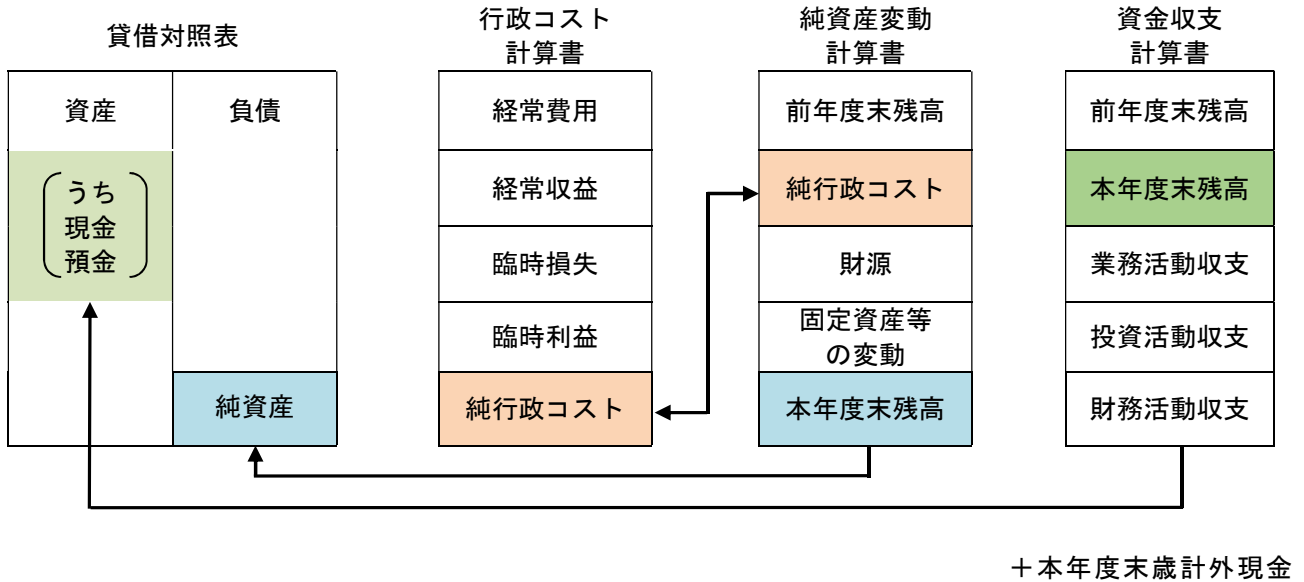 貸借対照表
資産
負債
うち
現金
預金
純資産
行政コスト
計算書
経常費用
経常収益
臨時損失
臨時利益
純行政コスト
純資産変動
計算書
前年度末残高
純行政コスト
財源
固定資産等
の変動
本年度末残高
資金収支
計算書
前年度末残高
本年度末残高
業務活動収支
投資活動収支
財務活動収支
＋本年度末歳計外現金